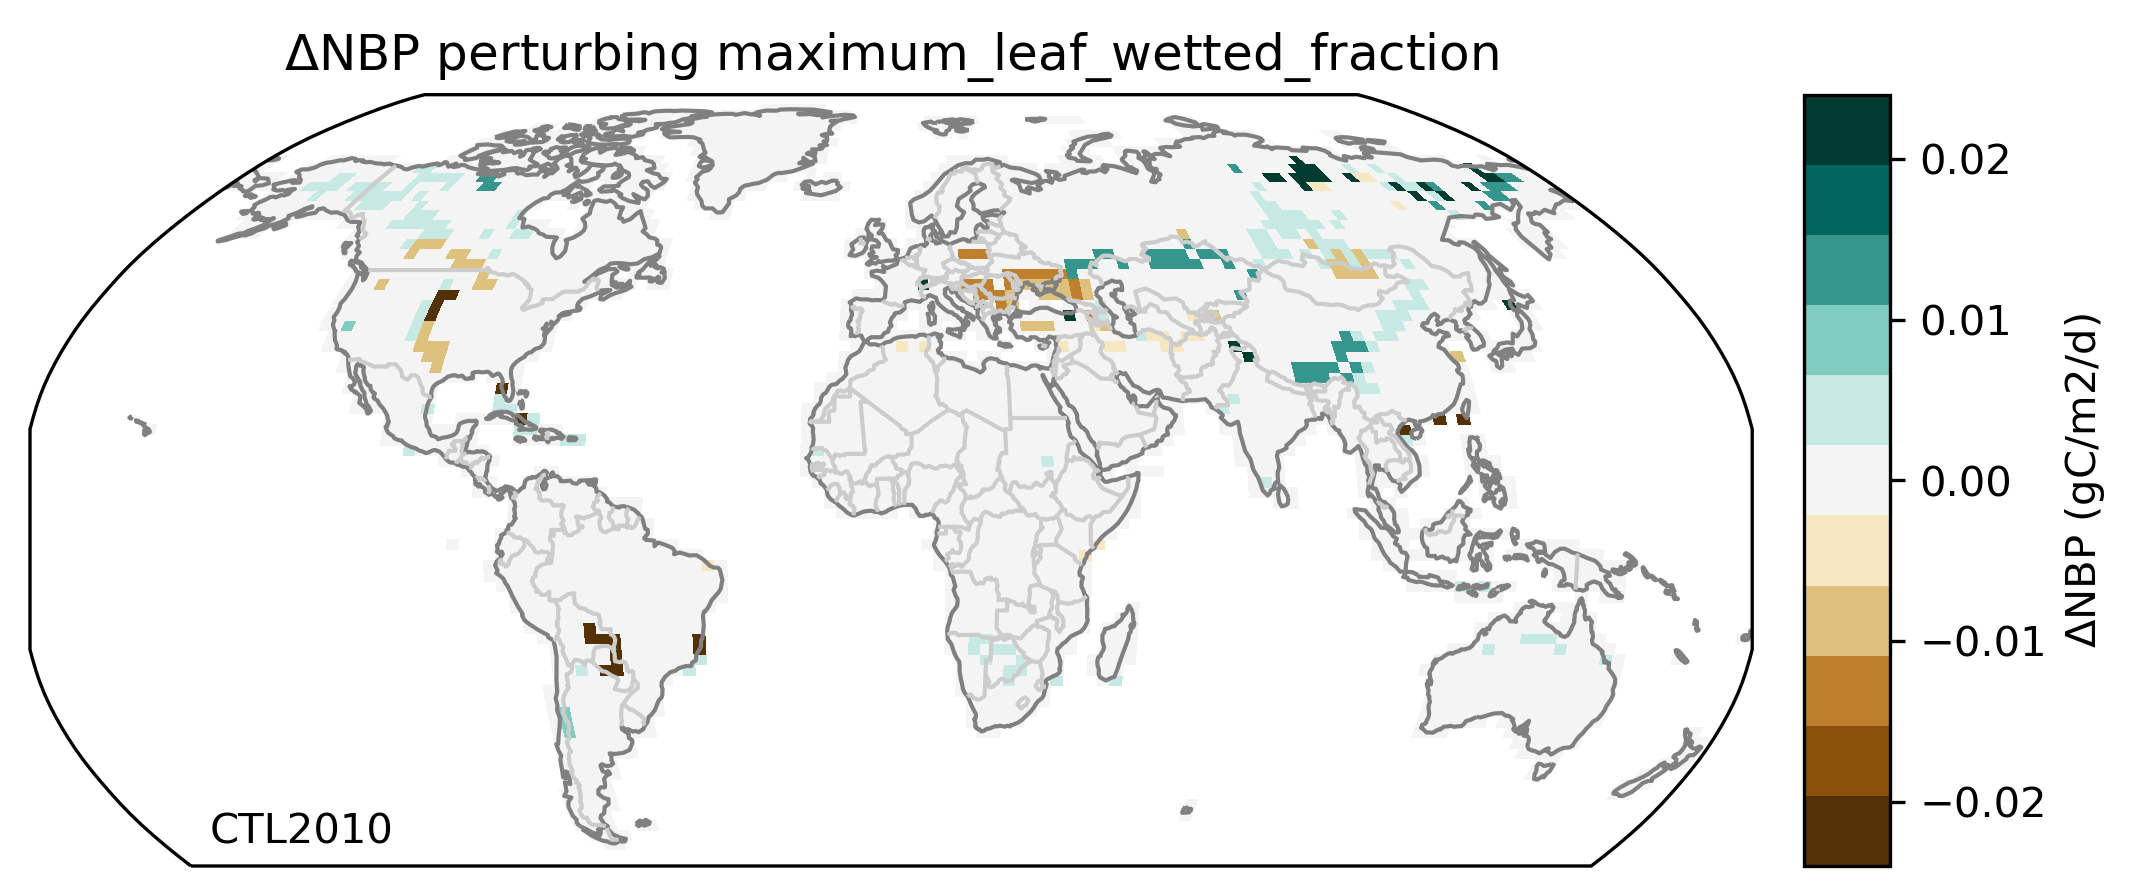 ΔNBP perturbing maximum_leaf_wetted_fraction
0.02
0.01
0.00
−0.01
−0.02
ΔNBP (gC/m2/d)
CTL2010